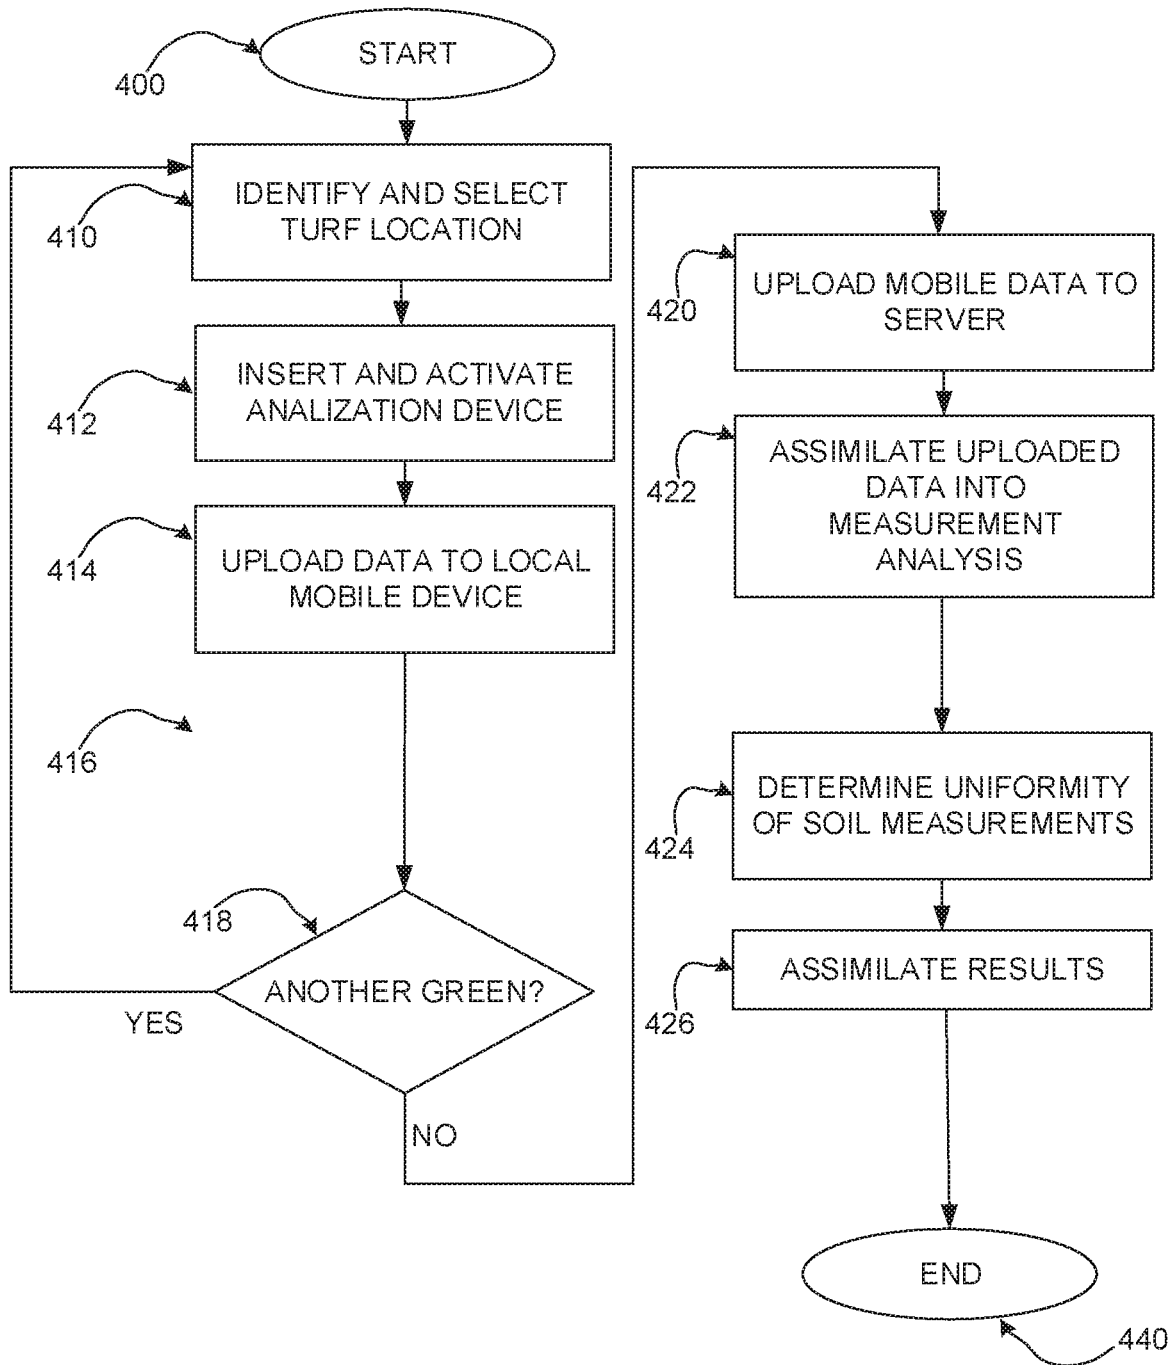 400
START
410
IDENTIFY AND SELECT
TURF LOCATION
412
INSERT AND ACTIVATE
ANALIZATION DEVICE
414
UPLOAD DATA TO LOCAL
MOBILE DEVICE
416
418
ANOTHER GREEN?
YES
NO
420
UPLOAD MOBILE DATA TO
SERVER
422
ASSIMILATE UPLOADED
DATA INTO
MEASUREMENT
ANALYSIS
424
DETERMINE UNIFORMITY
OF SOIL MEASUREMENTS
426
ASSIMILATE RESULTS
END
440